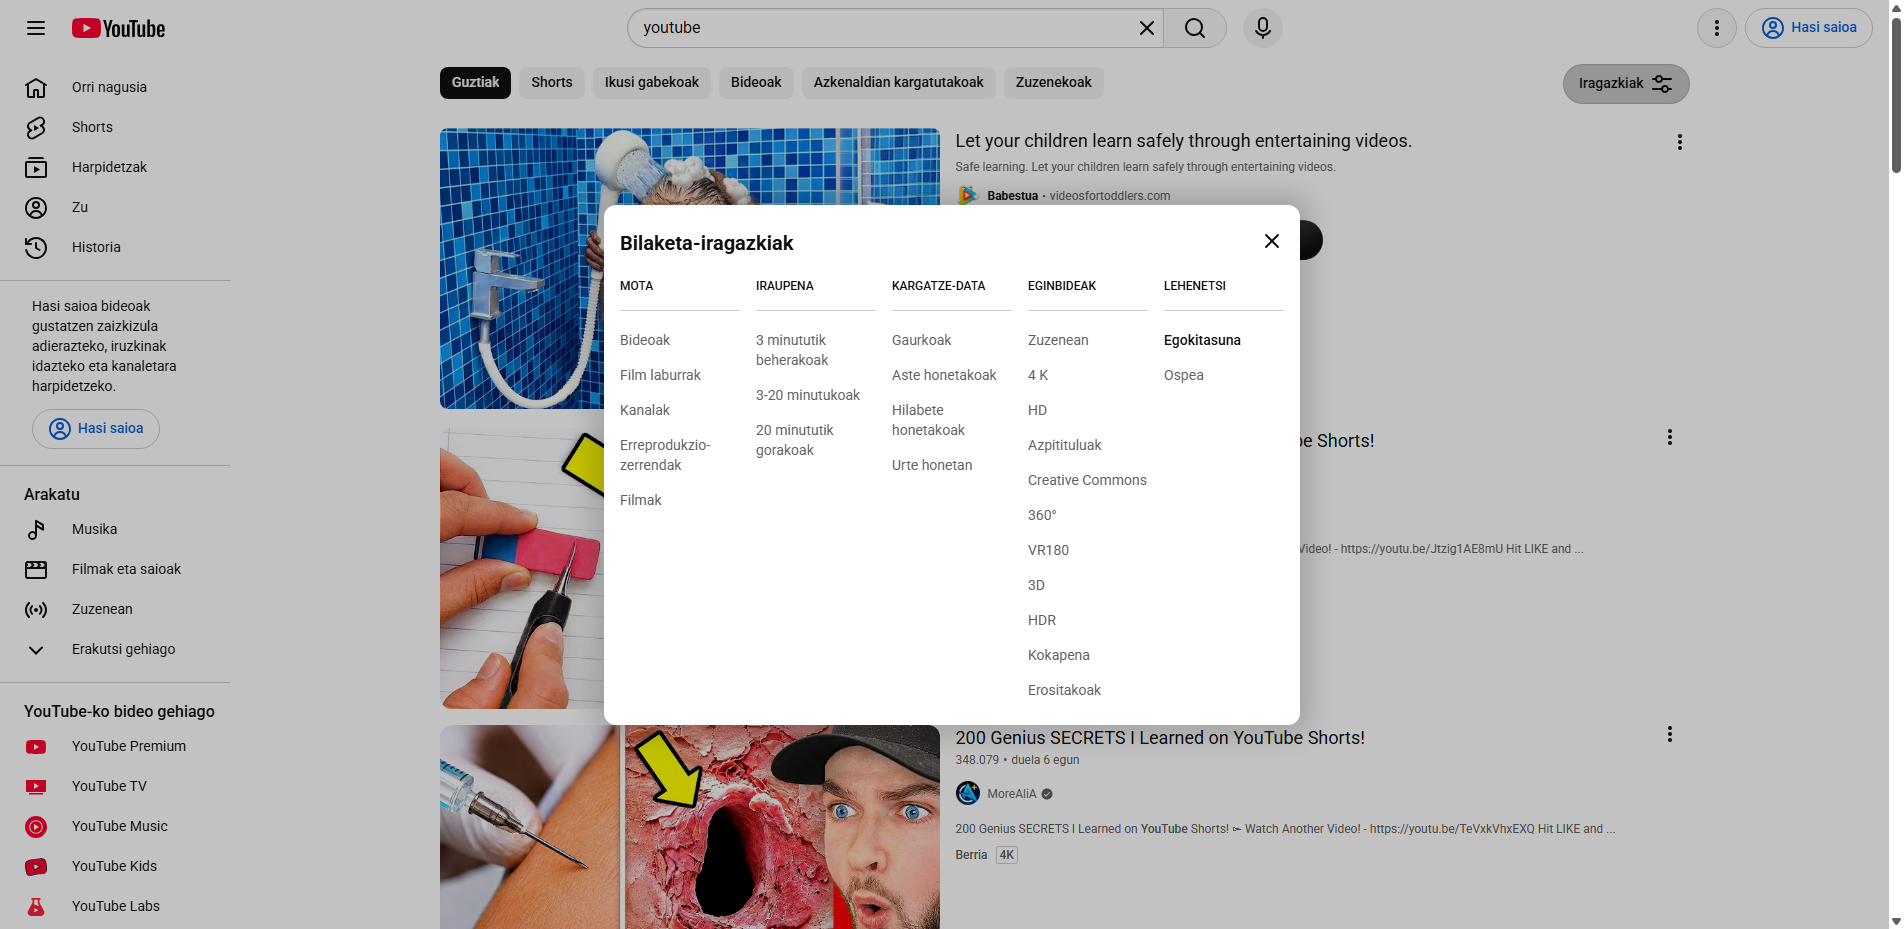 YouTube
youtube
Hasi saioa
Orri nagusia
Shorts
Harpidetzak
Zu
Historia
Hasi saioa bideoak
gustatzen zaizkizula
adierazteko, iruzkinak
idazteko eta kanaletara
harpidetzeko.
Hasi saioa
Arakatu
Musika
Filmak eta saioak
Zuzenean
Erakutsi gehiago
YouTube-ko bideo gehiago
YouTube Premium
YouTube TV
YouTube Music
YouTube Kids
YouTube Labs
Guztiak Shorts Ikusi gabekoak Bideoak Azkenaldian kargatutakoak Zuzenekoak Iragazkiak
Let your children learn safely through entertaining videos.
Safe learning. Let your children learn safely through entertaining videos.
Babestua · videosfortoddlers.com
Bilaketa-iragazkiak
MOTA
Bideoak
Film laburrak
Kanalak
Erreprodukzio-
zerrendak
Filmak
IRAUPENA
3 minututik
beherakoak
3-20 minutukoak
20 minututik
gorakoak
KARGATZE-DATA
Gaurkoak
Aste honetakoak
Hilabete
honetakoak
Urte honetan
EGINBIDEAK
Zuzenean
4 K
HD
Azpitituluak
Creative Commons
360°
VR180
3D
HDR
Kokapena
Erositakoak
LEHENETSI
Egokitasuna
Ospea
Shorts!
Video! - https://youtu.be/Jtzig1AE8mU Hit LIKE and ...
200 Genius SECRETS I Learned on YouTube Shorts!
348.079 • duela 6 egun
MoreAliA
200 Genius SECRETS I Learned on YouTube Shorts! ➛ Watch Another Video! - https://youtu.be/TeVxkVhxEXQ Hit LIKE and ...
Berria 4K